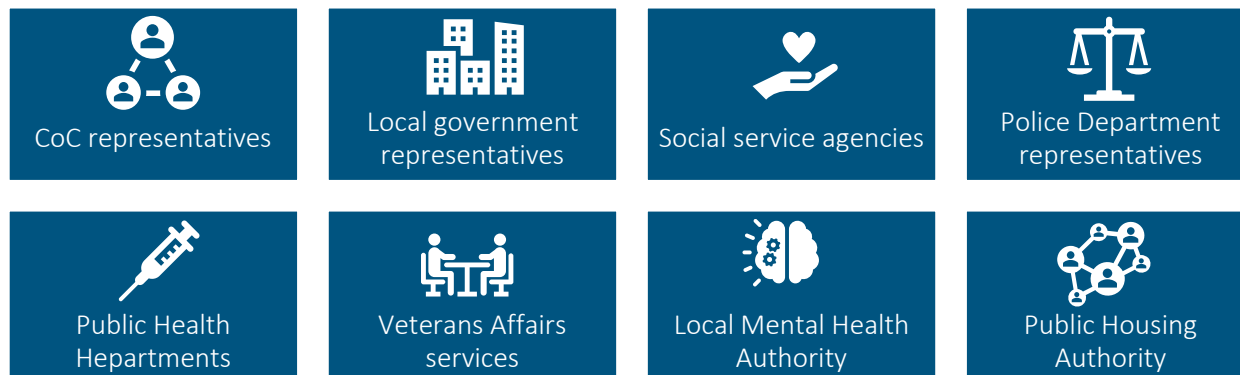 CoC representatives
Local government
representatives
Social service agencies
Police Department
representatives
Public Health
Hepartments
Veterans Affairs
services
Local Mental Health
Authority
Public Housing
Authority